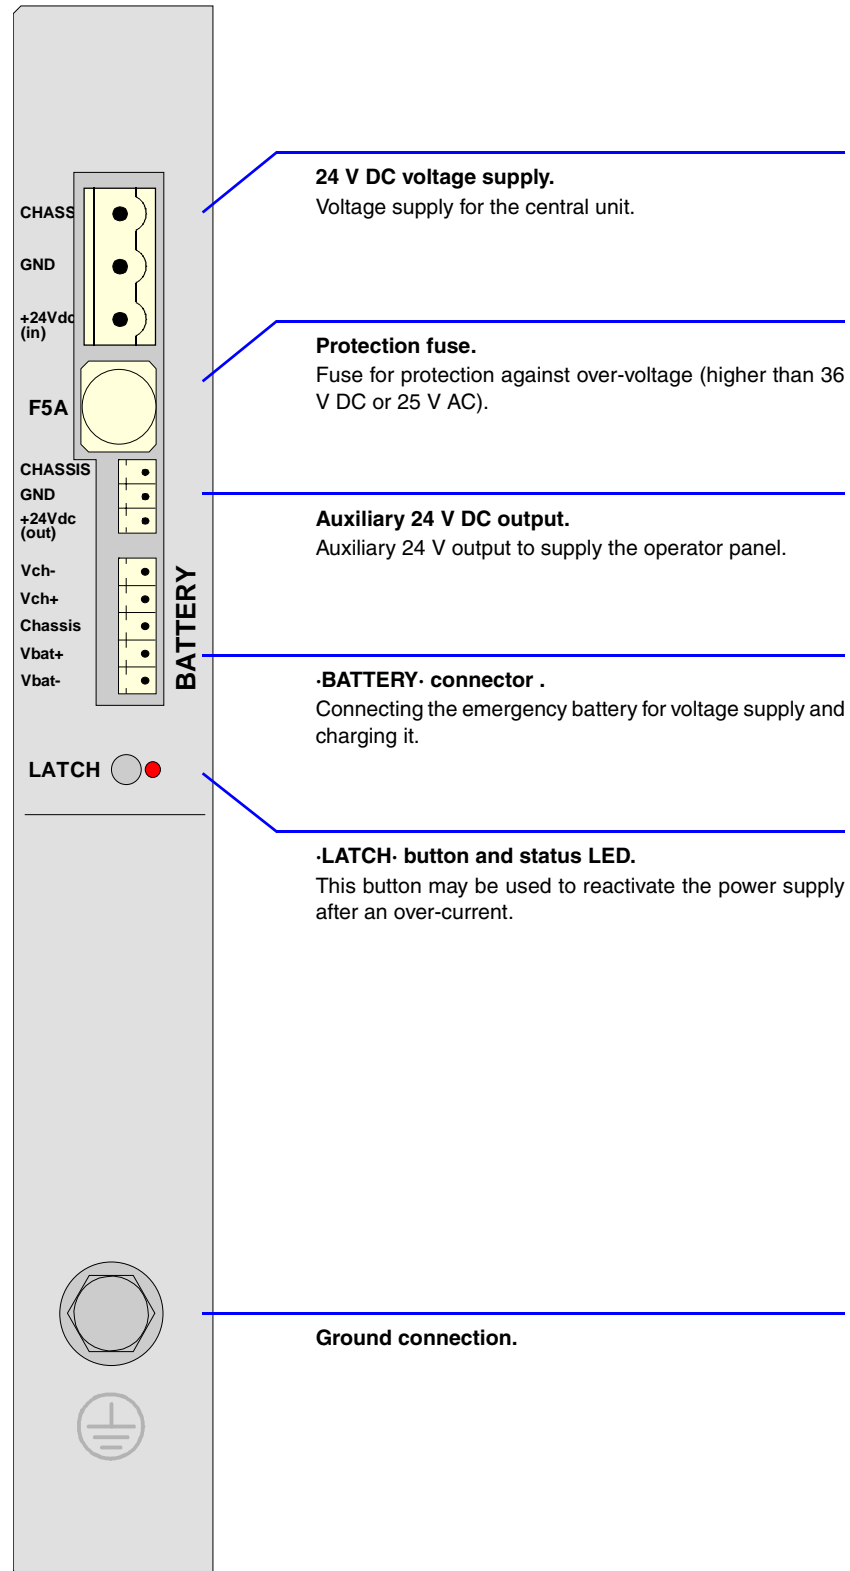 24 V DC voltage supply.
Voltage supply for the central unit.
CHASS
GND
+24Vdc
(in)
Protection fuse.
Fuse for protection against over-voltage (higher than 36
V DC or 25 V AC).
F5A
CHASSIS
GND
+24Vdc
(out)
Auxiliary 24 V DC output.
Auxiliary 24 V output to supply the operator panel.
Vch-
Vch+
Chassis
Vbat+
Vbat-
BATTERY
·BATTERY· connector .
Connecting the emergency battery for voltage supply and
charging it.
LATCH
·LATCH· button and status LED.
This button may be used to reactivate the power supply
after an over-current.
Ground connection.